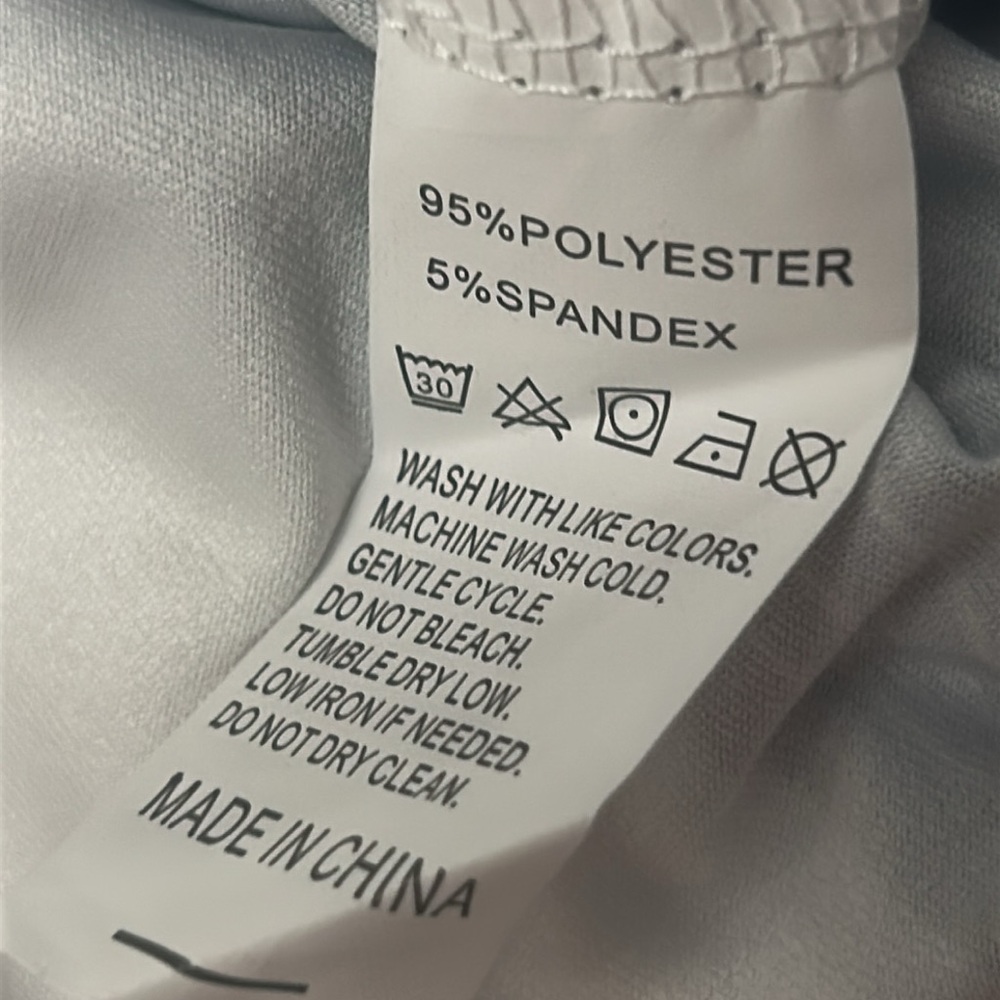 95%POLYESTER
5%SPANDEX
30
WASH WITH LIKE COLORS.
MACHINE WASH COLD.
GENTLE CYCLE.
DO NOT BLEACH.
TUMBLE DRY LOW.
LOW IRON IF NEEDED.
DO NOT DRY CLEAN.
MADE IN CHINA